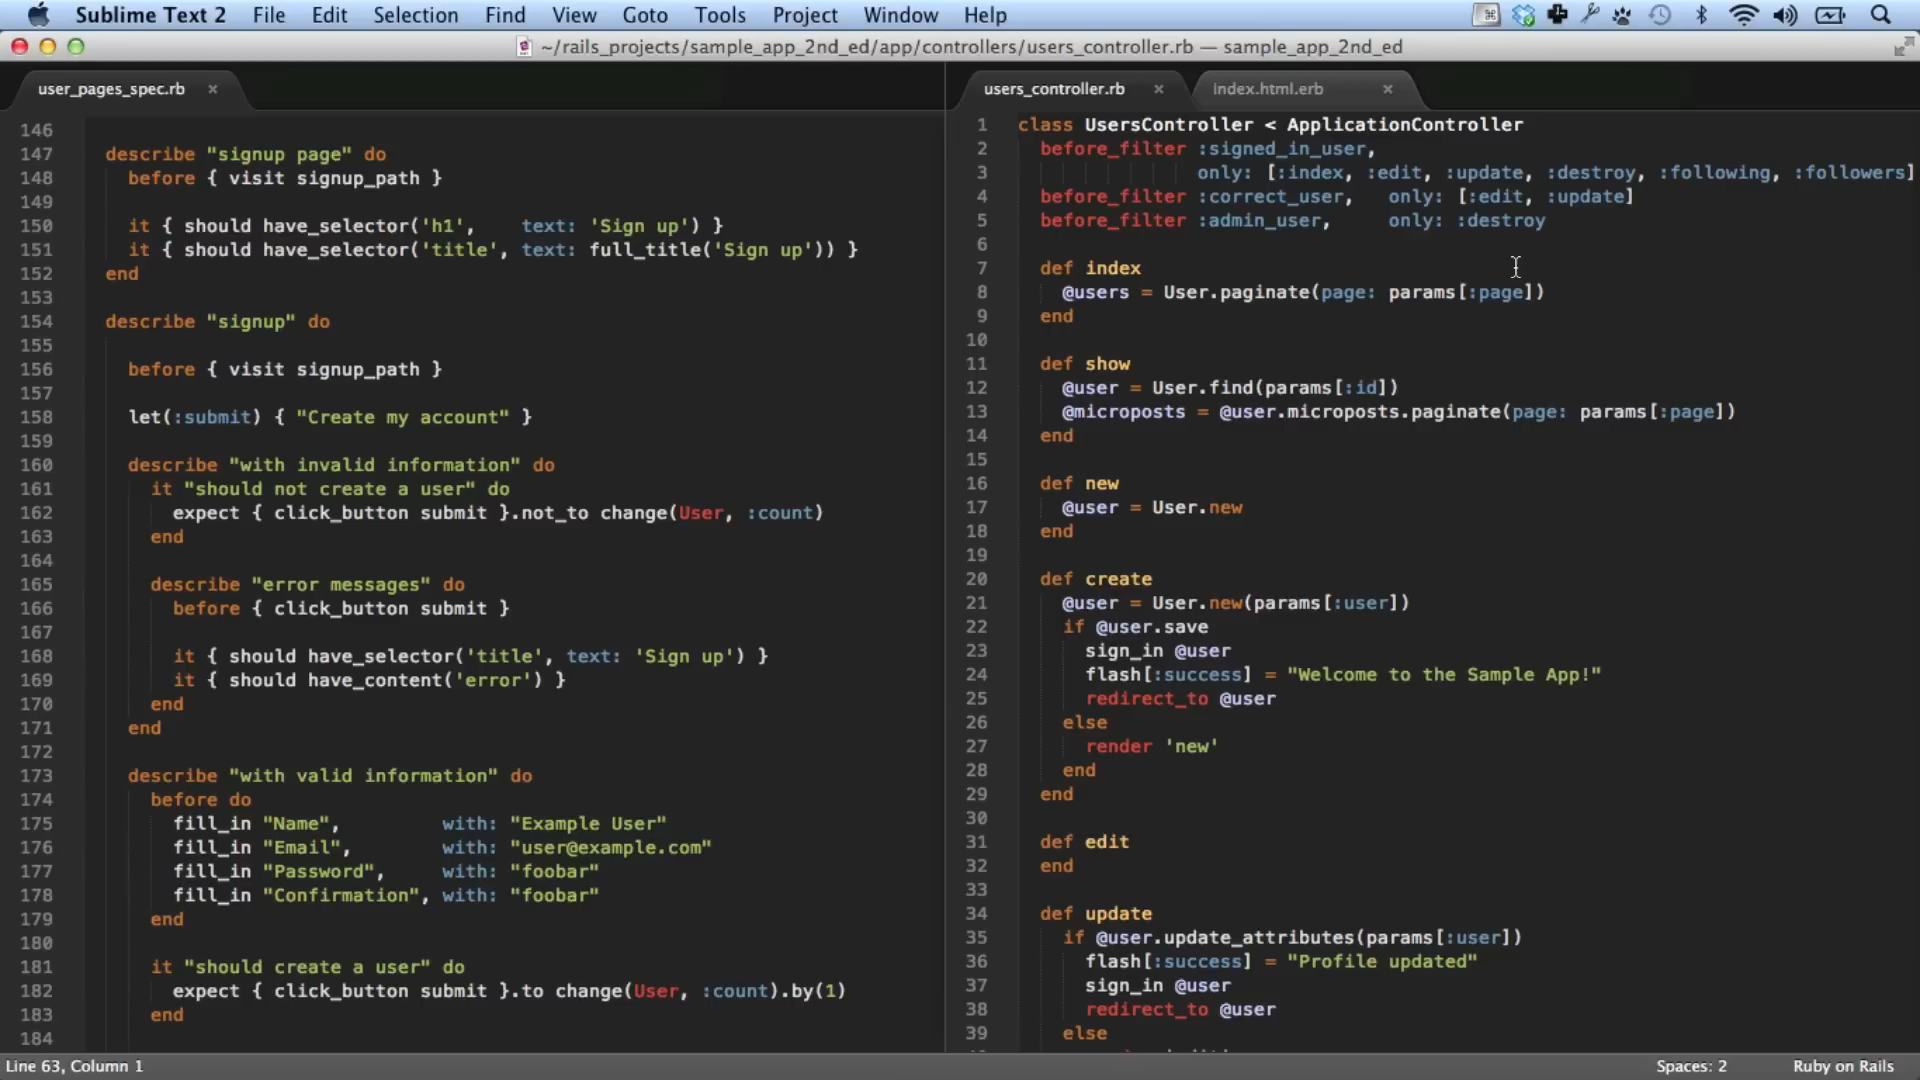 Sublime Text 2 File Edit Selection Find View Goto Tools Project Window Help
~/rails_projects/sample_app_2nd_ed/app/controllers/users_controller.rb — sample_app_2nd_ed
user_pages_spec.rb ×
146
147 describe "signup page" do
148 before { visit signup_path }
149
150 it { should have_selector('h1', text: 'Sign up') }
151 it { should have_selector('title', text: full_title('Sign up')) }
152 end
153
154 describe "signup" do
155
156 before { visit signup_path }
157
158 let(:submit) { "Create my account" }
159
160 describe "with invalid information" do
161 it "should not create a user" do
162 expect { click_button submit }.not_to change(User, :count)
163 end
164
165 describe "error messages" do
166 before { click_button submit }
167
168 it { should have_selector('title', text: 'Sign up') }
169 it { should have_content('error') }
170 end
171 end
172
173 describe "with valid information" do
174 before do
175 fill_in "Name", with: "Example User"
176 fill_in "Email", with: "user@example.com"
177 fill_in "Password", with: "foobar"
178 fill_in "Confirmation", with: "foobar"
179 end
180
181 it "should create a user" do
182 expect { click_button submit }.to change(User, :count).by(1)
183 end
184
users_controller.rb × index.html.erb ×
1 class UsersController < ApplicationController
2 before_filter :signed_in_user,
3 only: [:index, :edit, :update, :destroy, :following, :followers]
4 before_filter :correct_user, only: [:edit, :update]
5 before_filter :admin_user, only: :destroy
6
7 def index
8 @users = User.paginate(page: params[:page])
9 end
10
11 def show
12 @user = User.find(params[:id])
13 @microposts = @user.microposts.paginate(page: params[:page])
14 end
15
16 def new
17 @user = User.new
18 end
19
20 def create
21 @user = User.new(params[:user])
22 if @user.save
23 sign_in @user
24 flash[:success] = "Welcome to the Sample App!"
25 redirect_to @user
26 else
27 render 'new'
28 end
29 end
30
31 def edit
32 end
33
34 def update
35 if @user.update_attributes(params[:user])
36 flash[:success] = "Profile updated"
37 sign_in @user
38 redirect_to @user
39 else
Line 63, Column 1 Spaces: 2 Ruby on Rails